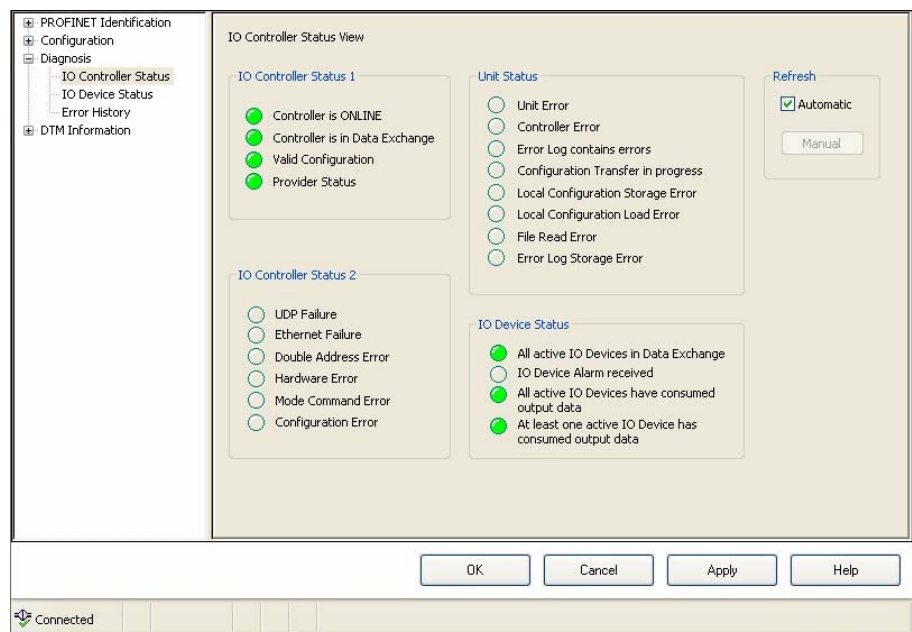 PROFINET Identification
Configuration
Diagnosis
IO Controller Status
IO Device Status
Error History
DTM Information
IO Controller Status View
IO Controller Status 1
Controller is ONLINE
Controller is in Data Exchange
Valid Configuration
Provider Status
IO Controller Status 2
UDP Failure
Ethernet Failure
Double Address Error
Hardware Error
Mode Command Error
Configuration Error
Unit Status
Unit Error
Controller Error
Error Log contains errors
Configuration Transfer in progress
Local Configuration Storage Error
Local Configuration Load Error
File Read Error
Error Log Storage Error
IO Device Status
All active IO Devices in Data Exchange
IO Device Alarm received
All active IO Devices have consumed
output data
At least one active IO Device has
consumed output data
Refresh
Automatic
Manual
OK
Cancel
Apply
Help
Connected